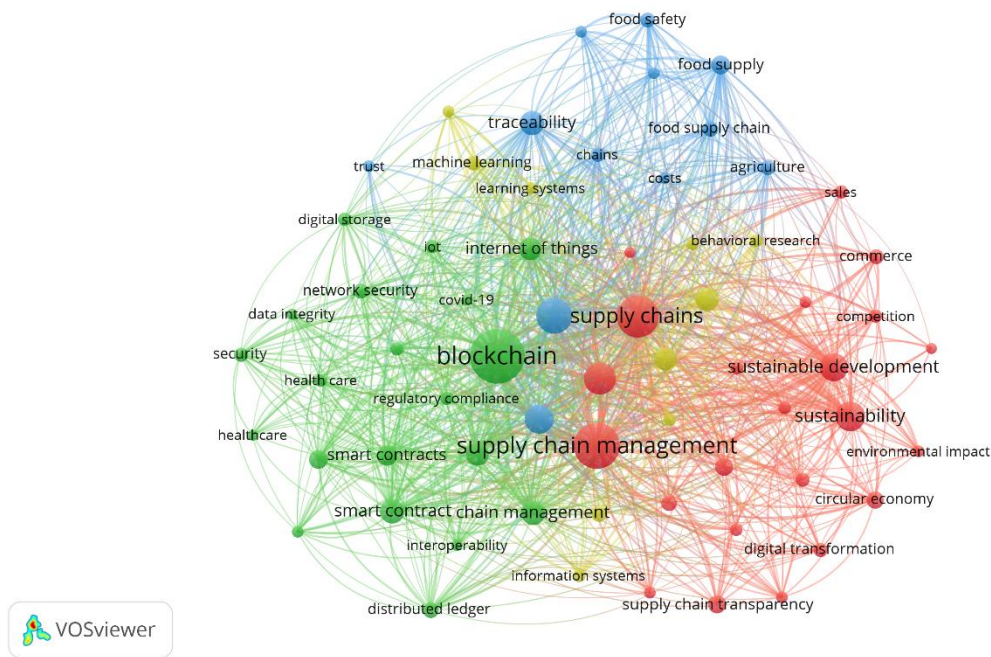 food safety
food supply
traceability
food supply chain
chains
machine learning
trust
costs
agriculture
learning systems
sales
digital storage
behavioral research
iot
internet of things
commerce
network security
covid-19
data integrity
supply chains
competition
security
blockchain
sustainable development
health care
regulatory compliance
sustainability
healthcare
supply chain management
smart contracts
environmental impact
circular economy
smart contract
chain management
interoperability
digital transformation
information systems
distributed ledger
supply chain transparency
VOSviewer